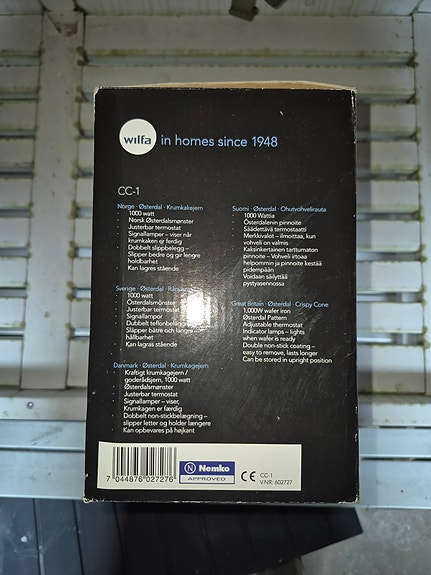 wilfa in homes since 1948
CC-1
Norge · Østerdal · Krumkakejern
1000 watt
Norsk Østerdalsmønster
Justerbar termostat
Signallamper – viser når
krumkaken er ferdig
Dobbelt slippbelegg –
Slipper bedre og gir lengre
holdbarhet
Kan lagres stående
Sverige · Østerdal ·
1000 watt
Österdalsmönster
Justerbar termostat
Signallampor
Dubbelt teflonbelägg
Släpper bättre och längre
hållbarhet
Kan lagras stående
Danmark · Østerdal · Krumkagejern
Kraftigt krumkagejern /
goderådsjern, 1000 watt
Østerdalsmønster
Justerbar termostat
Signallamper – viser,
Krumkagen er færdig
Dobbelt non-stickbelægning –
slipper letter og holder længere
Kan opbevares på højkant
Suomi · Østerdal · Ohutvohvelirauta
1000 Wattia
Österdalenin pinnoite
Säädettävä termostaatti
Merkkivalot – ilmoittaa, kun
vohveli on valmis
Kaksinkertainen tarttumaton
pinnoite – Vohveli irtoaa
helpommin ja pinnoite kestää
pidempään
Voidaan säilyttää
pystyasennossa
Great Britain · Østerdal · Crispy Cone
1,000W wafer iron
Østerdal Pattern
Adjustable thermostat
Indicator lamps – lights
when wafer is ready
Double non-stick coating –
easy to remove, lasts longer
Can be stored in upright position
7 044876 027276
N Nemko
APPROVED
CE CC-1
V.NR: 602727